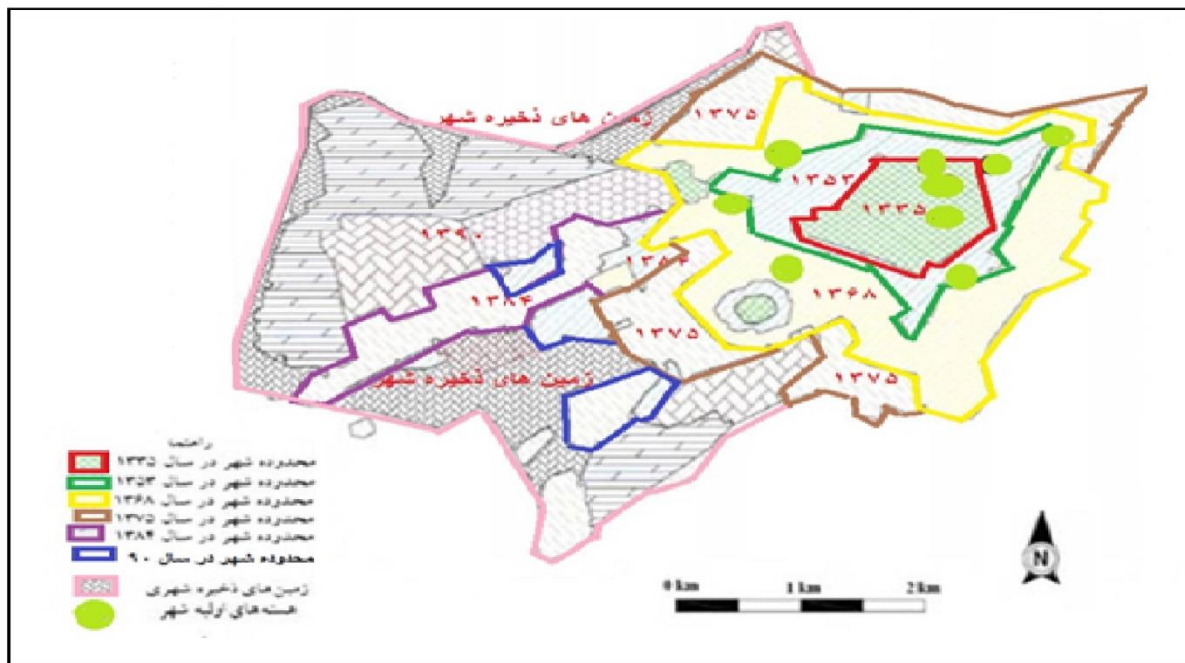 زمین های ذخیره شهر
۱۳۷۵
۱۳۵۳
۱۳۳۵
۱۳۹۰
۱۳۸۴
۱۳۶۸
۱۳۷۵
زمین های ذخیره شهر
۱۳۷۵
راهنما
محدوده شهر در سال ۱۳۳۵
محدوده شهر در سال ۱۳۵۳
محدوده شهر در سال ۱۳۶۸
محدوده شهر در سال ۱۳۷۵
محدوده شهر در سال ۱۳۸۴
محدوده شهر در سال ۹۰
زمین های ذخیره شهری
هسته های اولیه شهر
0 km 1 km 2 km
N